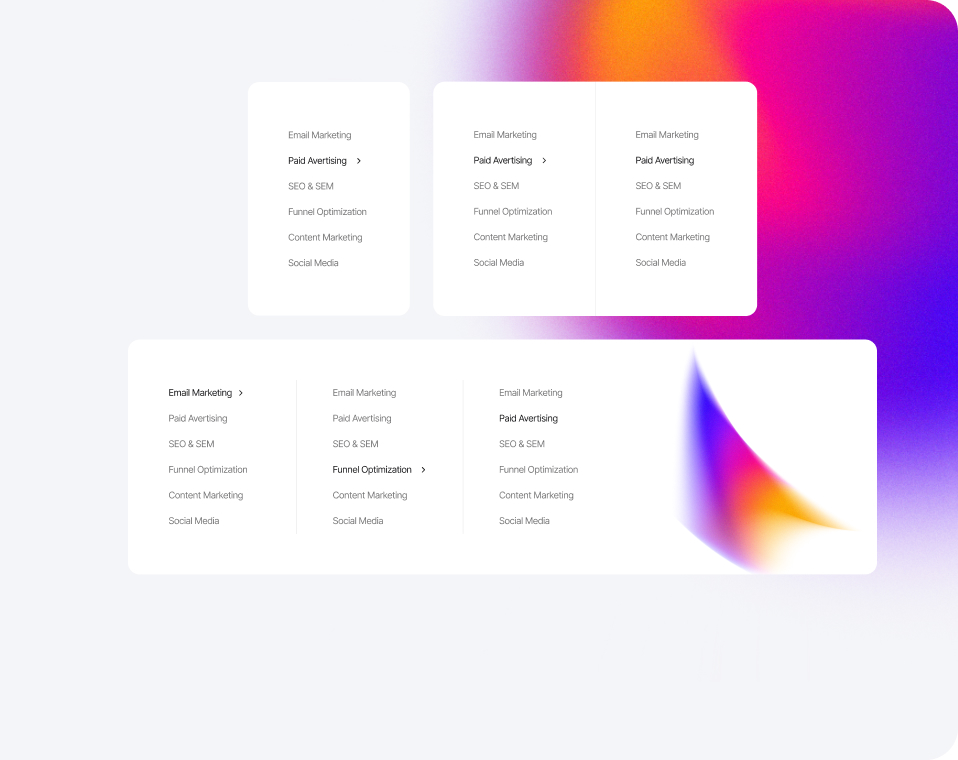 Email Marketing
Paid Avertising
SEO & SEM
Funnel Optimization
Content Marketing
Social Media
Email Marketing
Paid Avertising
SEO & SEM
Funnel Optimization
Content Marketing
Social Media
Email Marketing
Paid Avertising
SEO & SEM
Funnel Optimization
Content Marketing
Social Media
Email Marketing
Paid Avertising
SEO & SEM
Funnel Optimization
Content Marketing
Social Media
Email Marketing
Paid Avertising
SEO & SEM
Funnel Optimization
Content Marketing
Social Media
Email Marketing
Paid Avertising
SEO & SEM
Funnel Optimization
Content Marketing
Social Media